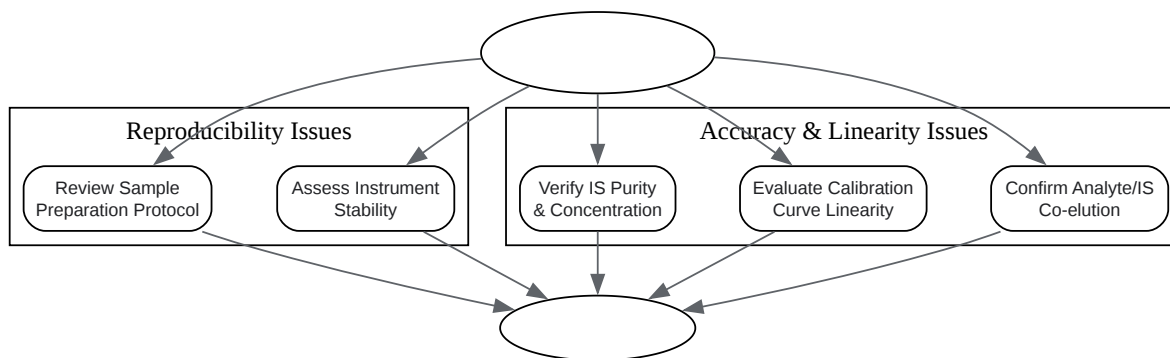 Reproducibility Issues
Accuracy & Linearity Issues
Review Sample
Preparation Protocol
Assess Instrument
Stability
Verify IS Purity
& Concentration
Evaluate Calibration
Curve Linearity
Confirm Analyte/IS
Co-elution